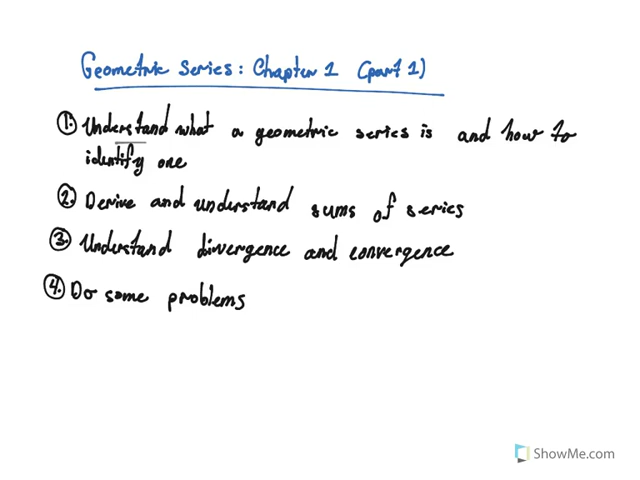 Geometric Series: Chapter 1 (part 1)
1. Understand what a geometric series is and how to
identify one
2. Derive and understand sums of series
3. Understand divergence and convergence
4. Do some problems
ShowMe.com